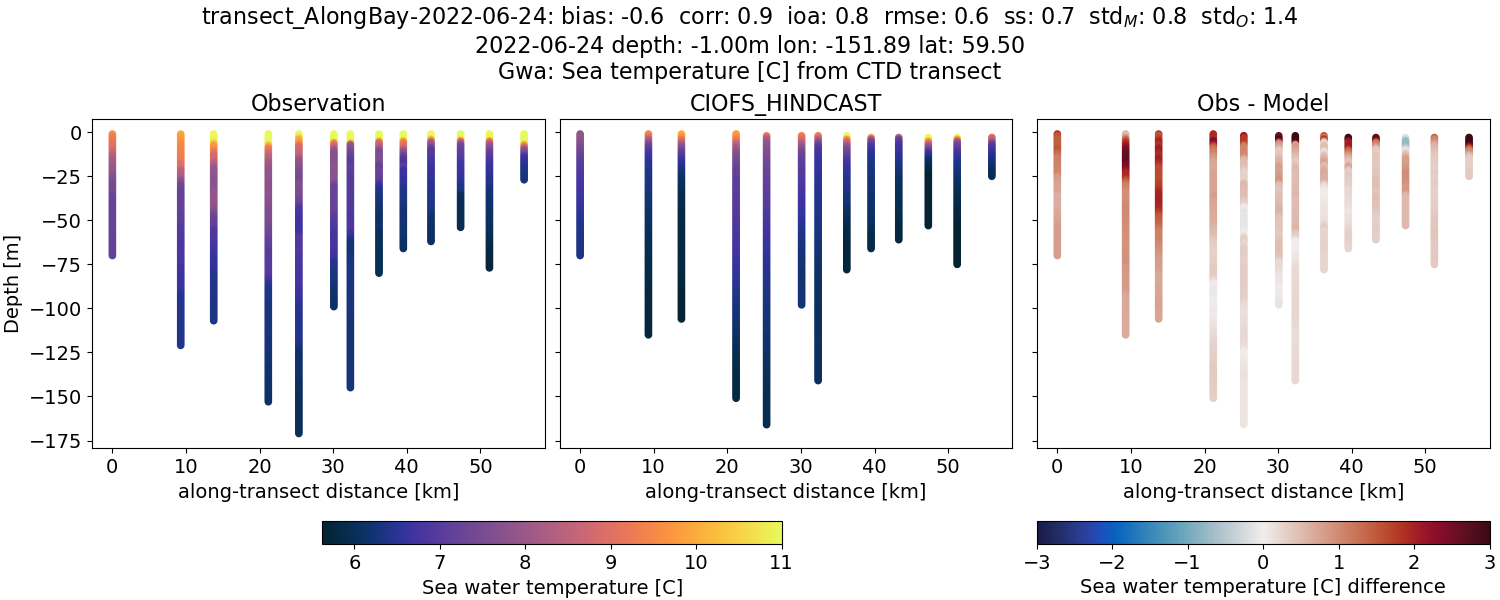 transect_AlongBay-2022-06-24: bias: -0.6 corr: 0.9 ioa: 0.8 rmse: 0.6 ss: 0.7 std_M: 0.8 std_O: 1.4
2022-06-24 depth: -1.00m lon: -151.89 lat: 59.50
Gwa: Sea temperature [C] from CTD transect
Observation
CIOFS_HINDCAST
Obs - Model
Depth [m]
0
−25
−50
−75
−100
−125
−150
−175
0 10 20 30 40 50
0 10 20 30 40 50
0 10 20 30 40 50
along-transect distance [km]
along-transect distance [km]
along-transect distance [km]
6 7 8 9 10 11
Sea water temperature [C]
−3 −2 −1 0 1 2 3
Sea water temperature [C] difference